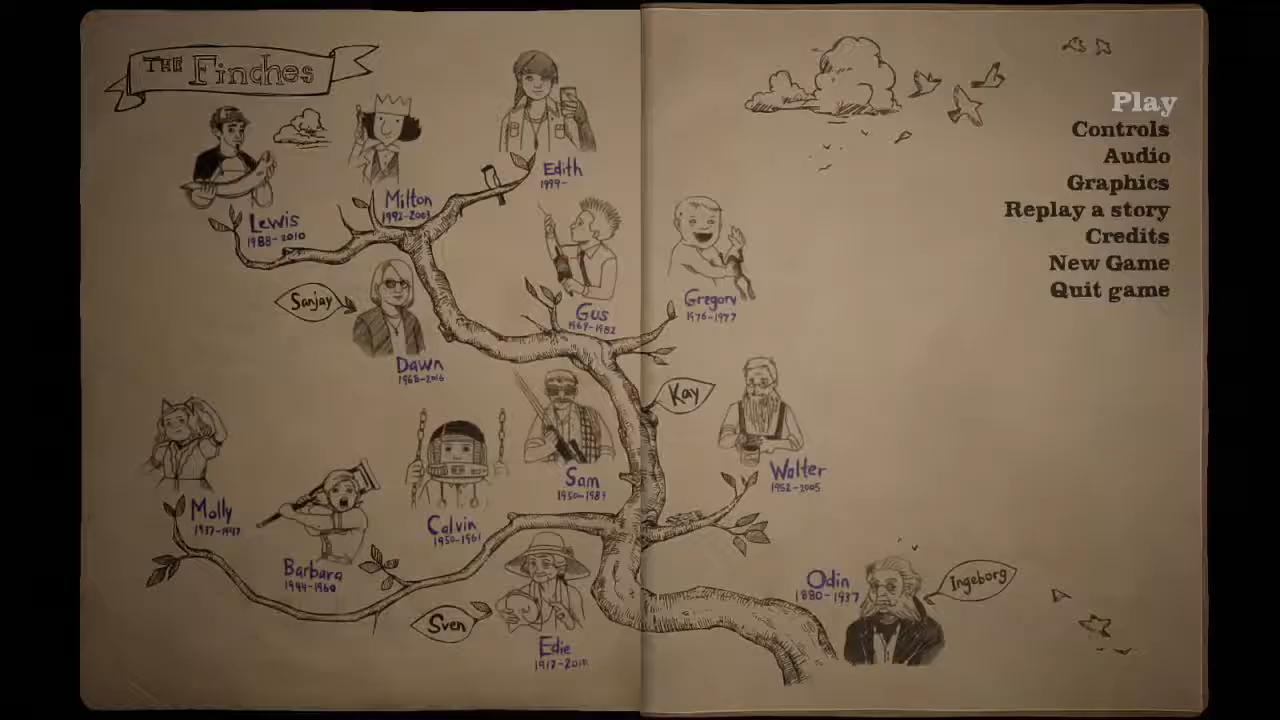 THE Finches
Play
Controls
Audio
Graphics
Replay a story
Credits
New Game
Quit game
Edith
1999-
Milton
1992-2003
Lewis
1988-2010
Sanjay
Dawn
1968-2016
Gus
1969-1982
Gregory
1976-1977
Kay
Sam
1950-1983
Walter
1952-2005
Molly
1937-1947
Barbara
1944-1960
Calvin
1950-1961
Sven
Edie
1917-2010
Odin
1880-1937
Ingeborg